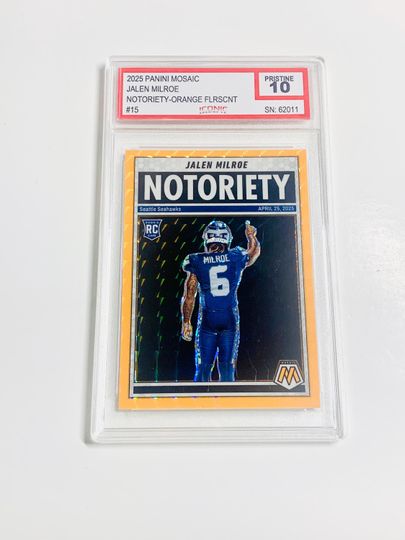 2025 PANINI MOSAIC
JALEN MILROE
NOTORIETY-ORANGE FLRSCNT
#15
ICONIC
PRISTINE
10
SN: 62011
JALEN MILROE
NOTORIETY
Seattle Seahawks
APRIL 25, 2025
RC
MILROE
6
M